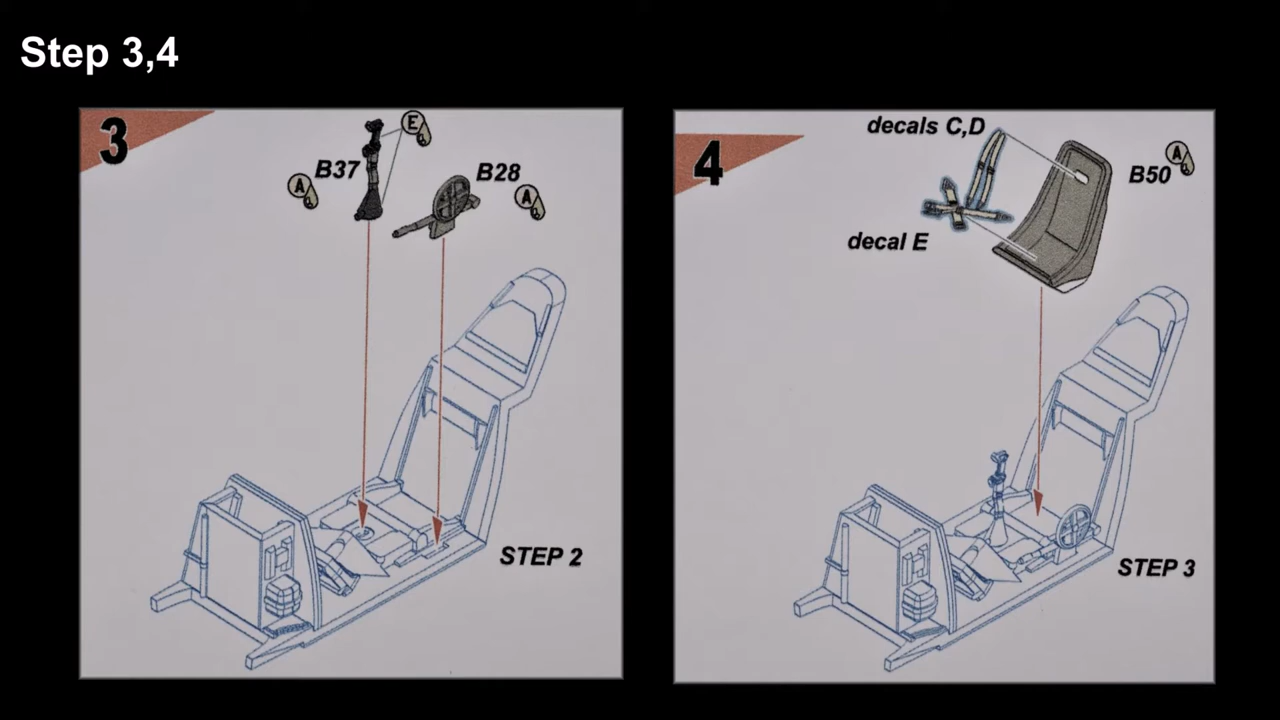 Step 3,4
3
E
B37
A
B28
A
STEP 2
4
decals C,D
A
B50
decal E
STEP 3